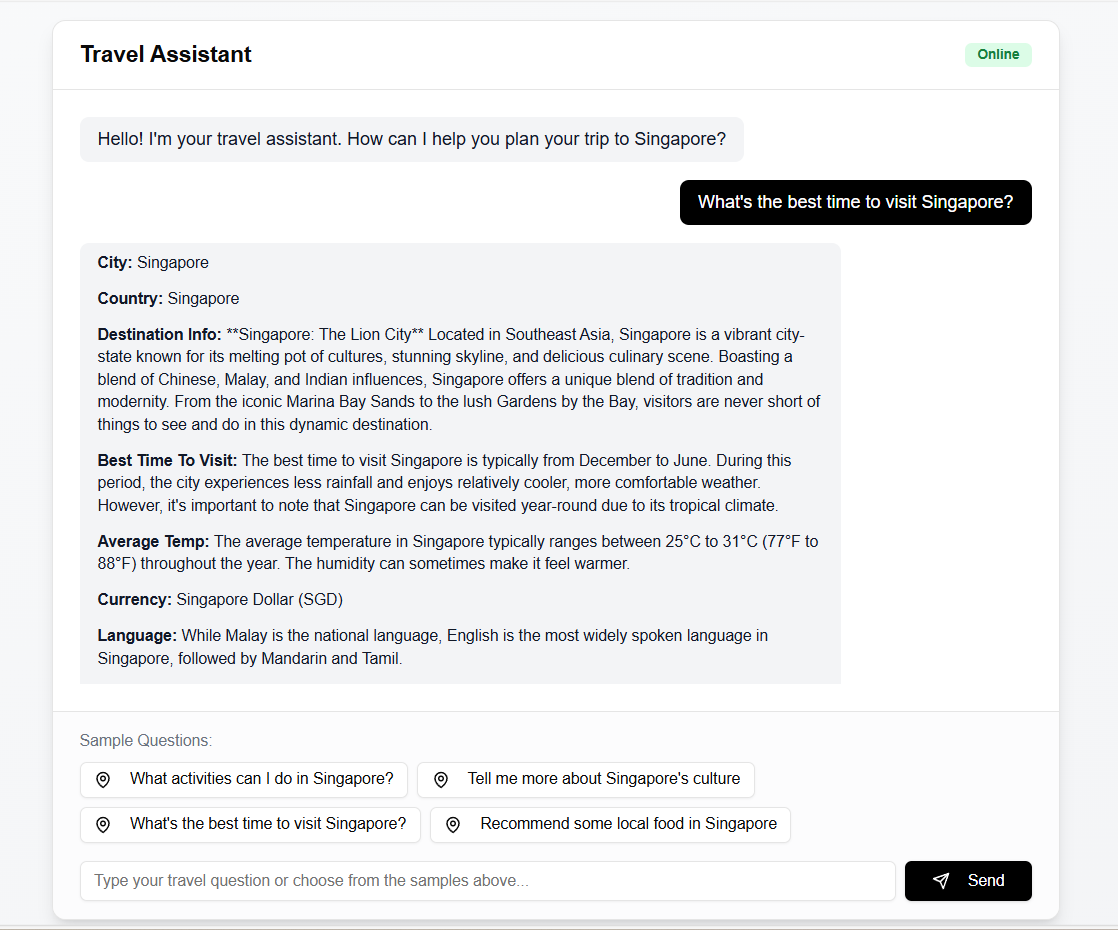 Travel Assistant
Online
Hello! I'm your travel assistant. How can I help you plan your trip to Singapore?
What's the best time to visit Singapore?
City: Singapore
Country: Singapore
Destination Info: **Singapore: The Lion City** Located in Southeast Asia, Singapore is a vibrant city-
state known for its melting pot of cultures, stunning skyline, and delicious culinary scene. Boasting a
blend of Chinese, Malay, and Indian influences, Singapore offers a unique blend of tradition and
modernity. From the iconic Marina Bay Sands to the lush Gardens by the Bay, visitors are never short of
things to see and do in this dynamic destination.
Best Time To Visit: The best time to visit Singapore is typically from December to June. During this
period, the city experiences less rainfall and enjoys relatively cooler, more comfortable weather.
However, it's important to note that Singapore can be visited year-round due to its tropical climate.
Average Temp: The average temperature in Singapore typically ranges between 25°C to 31°C (77°F to
88°F) throughout the year. The humidity can sometimes make it feel warmer.
Currency: Singapore Dollar (SGD)
Language: While Malay is the national language, English is the most widely spoken language in
Singapore, followed by Mandarin and Tamil.
Sample Questions:
What activities can I do in Singapore?
Tell me more about Singapore's culture
What's the best time to visit Singapore?
Recommend some local food in Singapore
Type your travel question or choose from the samples above...
Send